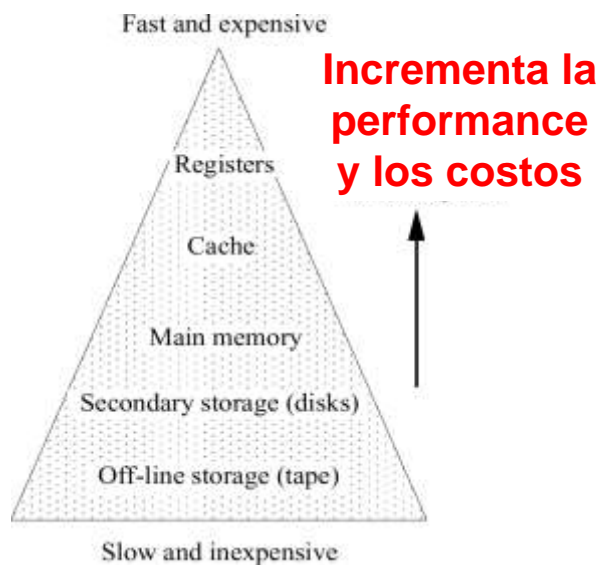 Fast and expensive
Incrementa la
performance
y los costos
Registers
Cache
Main memory
Secondary storage (disks)
Off-line storage (tape)
Slow and inexpensive